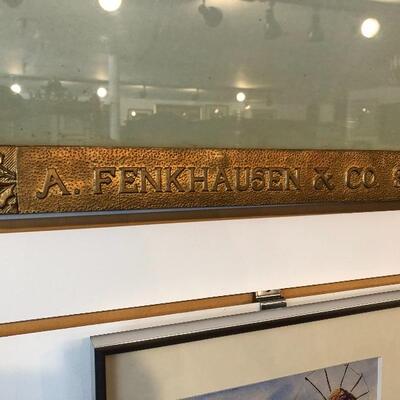 A. FENKHAUSEN & CO S